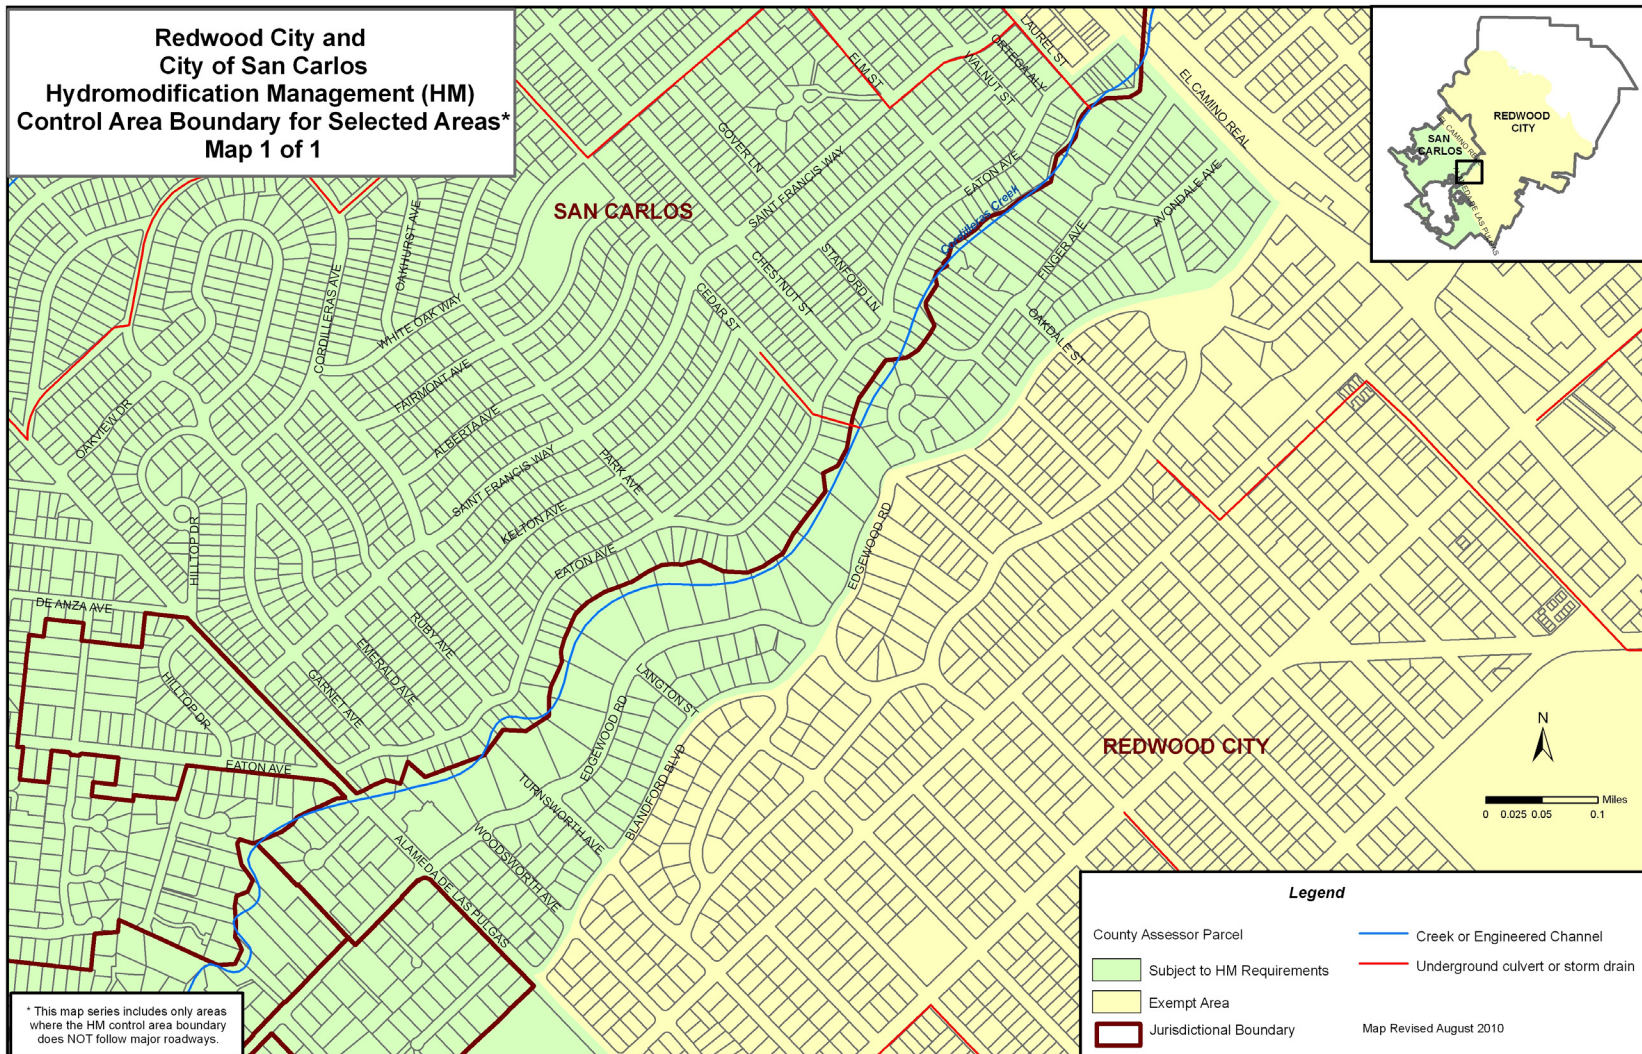 Redwood City and
City of San Carlos
Hydromodification Management (HM)
Control Area Boundary for Selected Areas*
Map 1 of 1
LAUREL ST
ORTEGA ALY
WALNUT ST
ELM ST
EL CAMINO REAL
GOVER LN
SAINT FRANCIS WAY
EATON AVE
Cordilleras Creek
AVONDALE AVE
SAN CARLOS
OAKHURST AVE
CORDILLERAS AVE
WHITE OAK WAY
CHESTNUT ST
STANFORD LN
FINGER AVE
CEDAR ST
OAKDALE ST
FAIRMONT AVE
OAKVIEW DR
ALBERTA AVE
SAINT FRANCIS WAY
PARK AVE
KELTON AVE
EATON AVE
HILLTOP DR
EDGEWOOD RD
DE ANZA AVE
RUBY AVE
EMERALD AVE
GARNET AVE
HILLTOP DR
LANGTON ST
EDGEWOOD RD
EATON AVE
BLANDFORD BLVD
TURNSWORTH AVE
WOODSWORTH AVE
ALAMEDA DE LAS PULGAS
REDWOOD CITY
REDWOOD
CITY
SAN
CARLOS
N
Miles
0 0.025 0.05 0.1
Legend
County Assessor Parcel
Subject to HM Requirements
Exempt Area
Jurisdictional Boundary
Creek or Engineered Channel
Underground culvert or storm drain
Map Revised August 2010
* This map series includes only areas
where the HM control area boundary
does NOT follow major roadways.